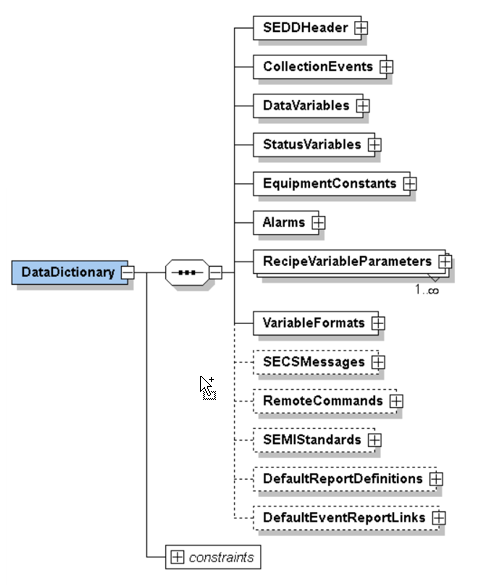 SEDDHeader
CollectionEvents
DataVariables
StatusVariables
EquipmentConstants
Alarms
DataDictionary
RecipeVariableParameters
1..∞
VariableFormats
SECSMessages
RemoteCommands
SEMIStandards
DefaultReportDefinitions
DefaultEventReportLinks
constraints